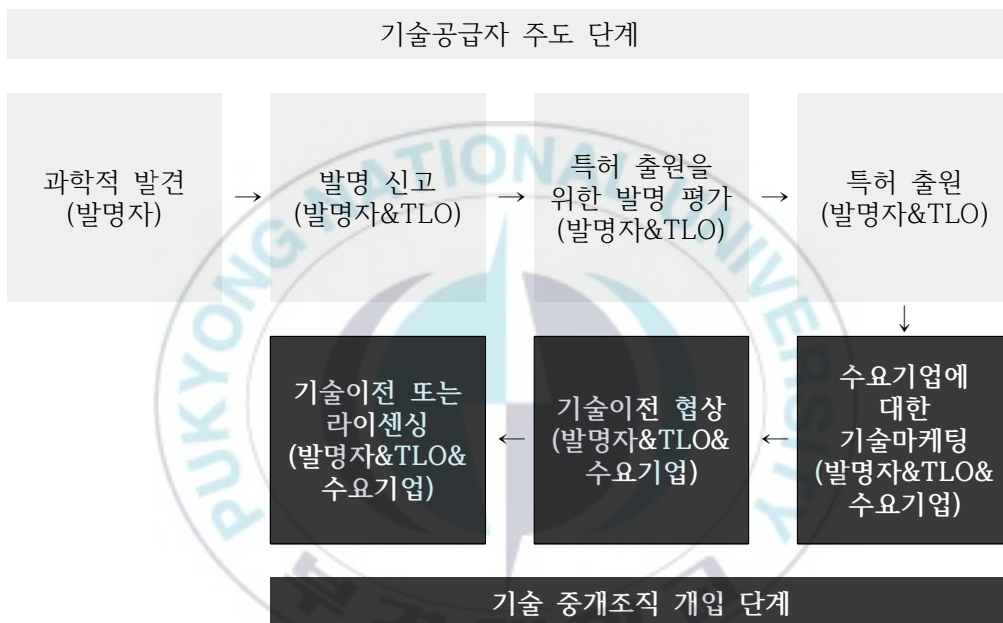 기술공급자 주도 단계
과학적 발견
(발명자)
→
발명 신고
(발명자&TLO)
→
특허 출원을
위한 발명 평가
(발명자&TLO)
→
특허 출원
(발명자&TLO)
↓
수요기업에
대한
기술마케팅
(발명자&TLO&
수요기업)
←
기술이전 협상
(발명자&TLO&
수요기업)
←
기술이전 또는
라이센싱
(발명자&TLO&
수요기업)
기술 중개조직 개입 단계
PUKYONG NATIONAL UNIVERSITY